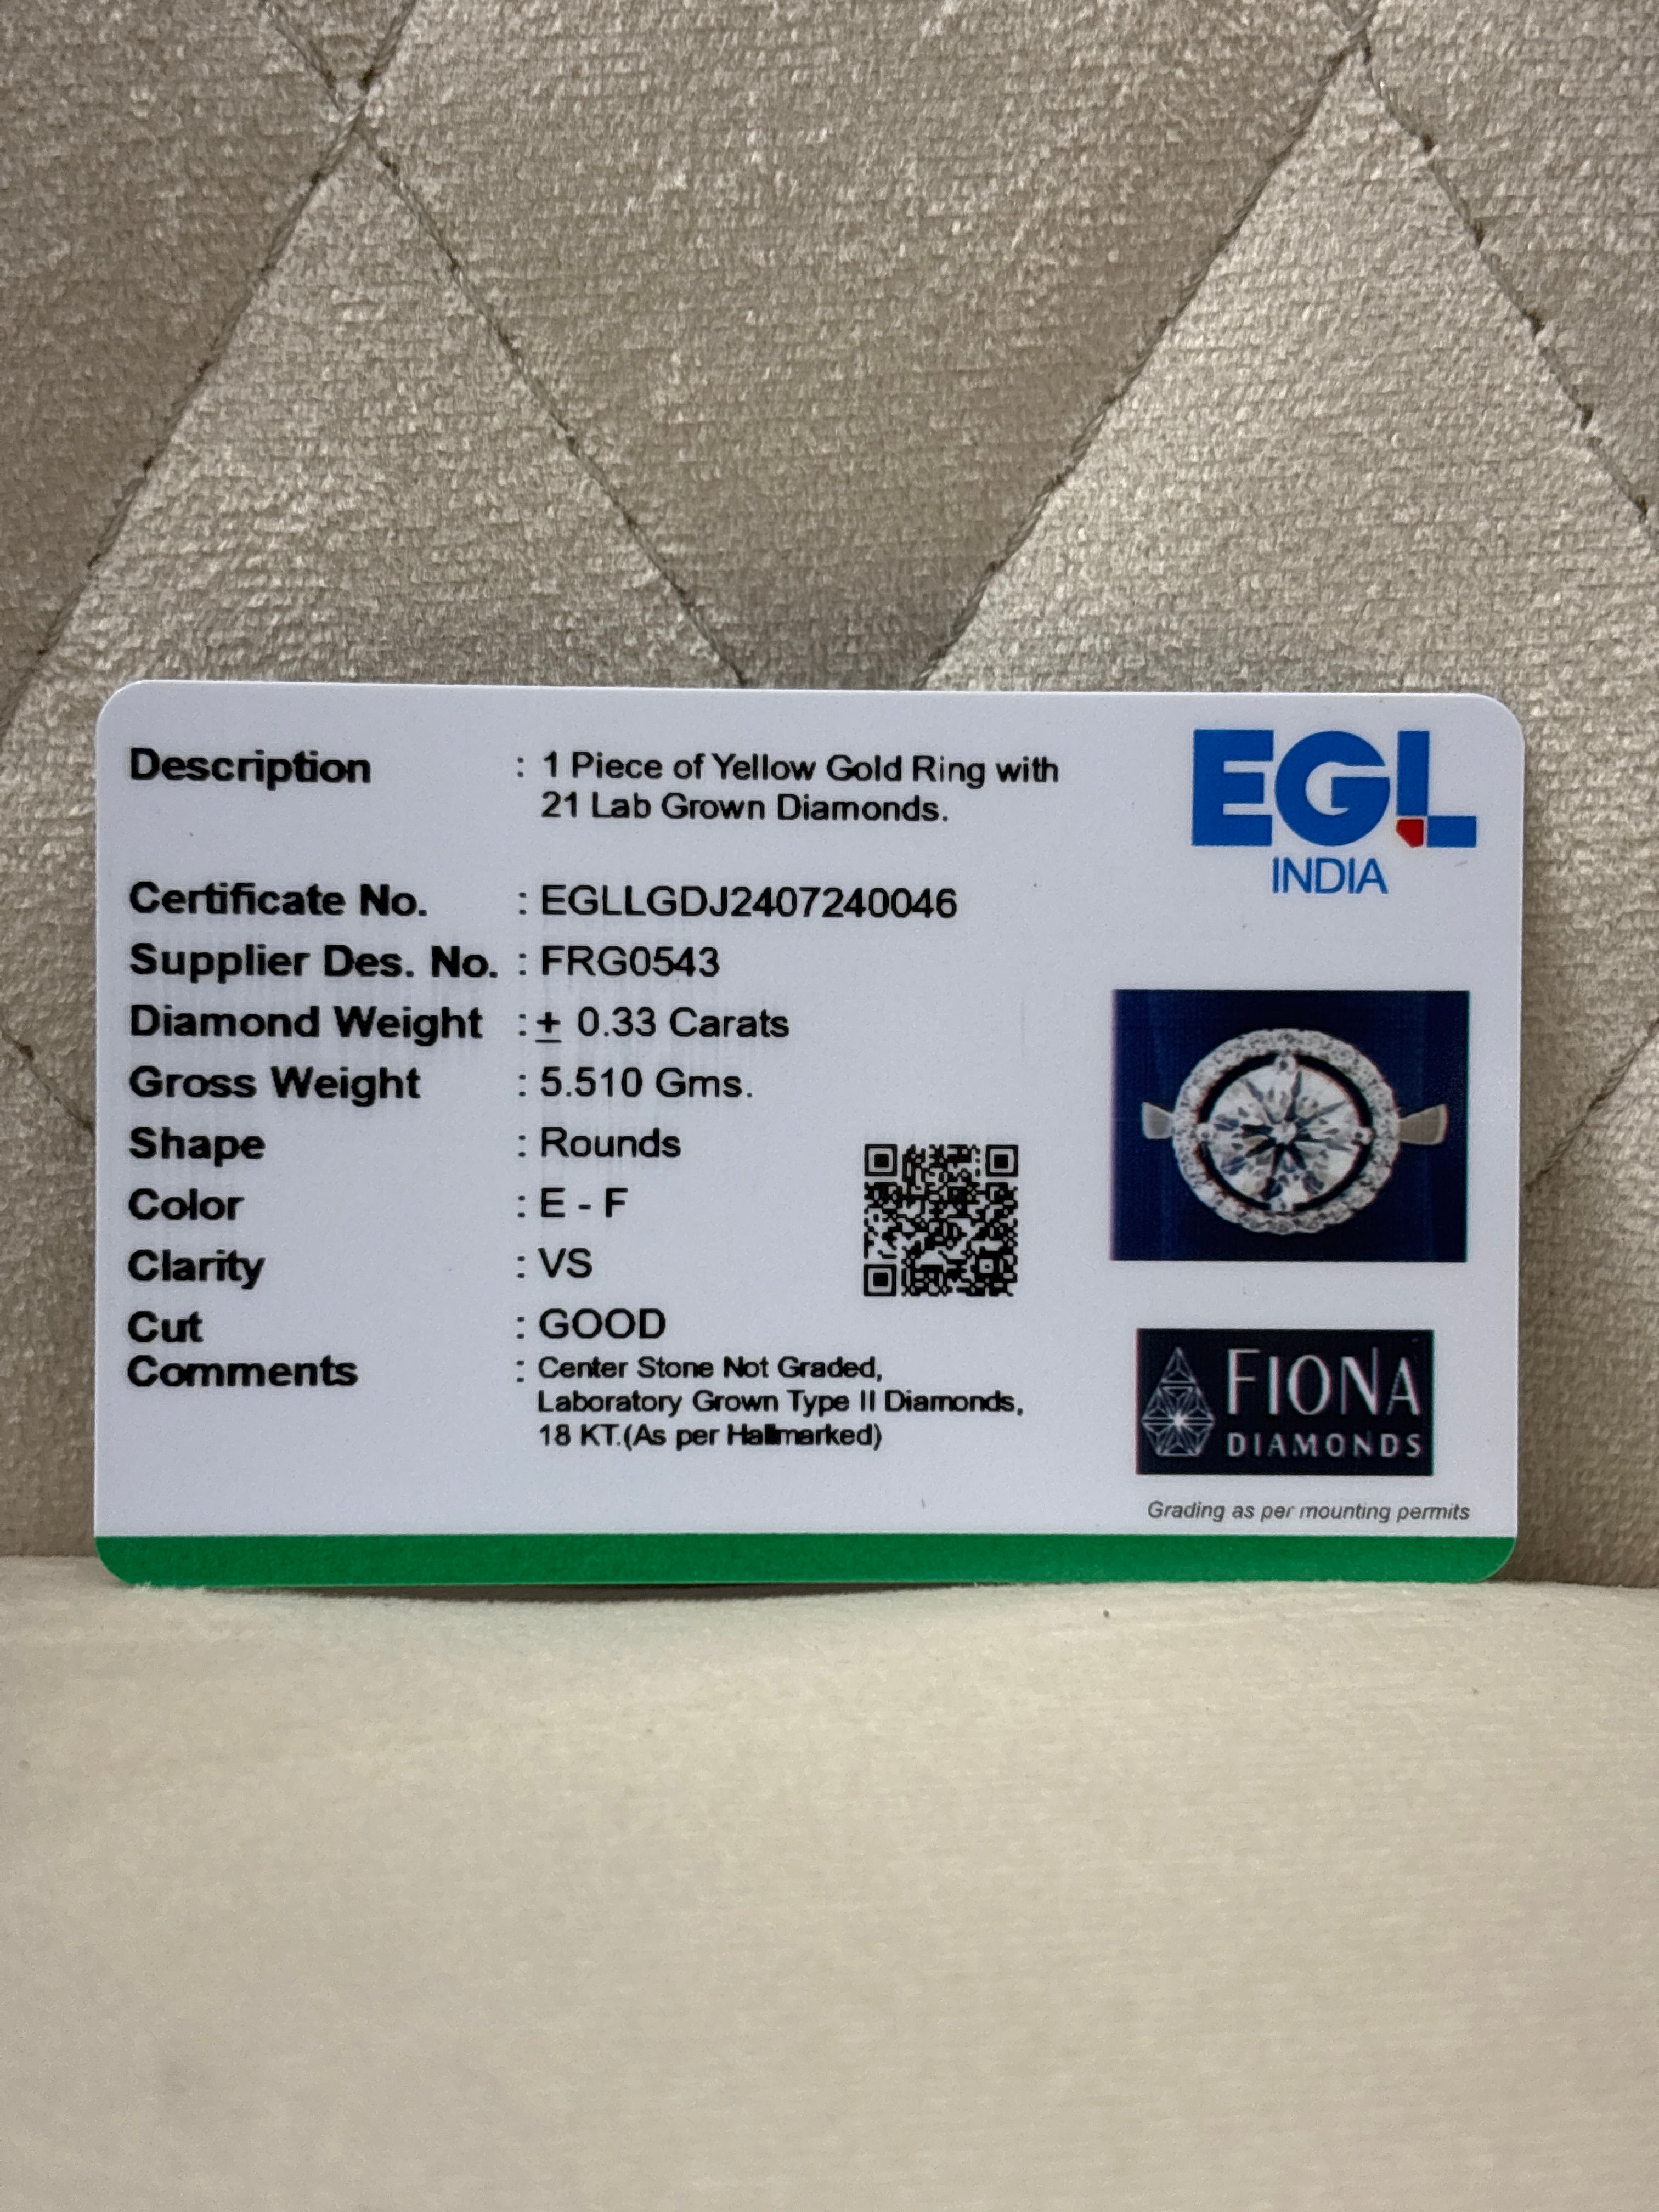 EGL
INDIA
Description : 1 Piece of Yellow Gold Ring with
21 Lab Grown Diamonds.
Certificate No. : EGLLGDJ2407240046
Supplier Des. No. : FRG0543
Diamond Weight : ± 0.33 Carats
Gross Weight : 5.510 Gms.
Shape : Rounds
Color : E - F
Clarity : VS
Cut : GOOD
Comments : Center Stone Not Graded,
Laboratory Grown Type II Diamonds,
18 KT.(As per Hallmarked)
FIONA
DIAMONDS
Grading as per mounting permits